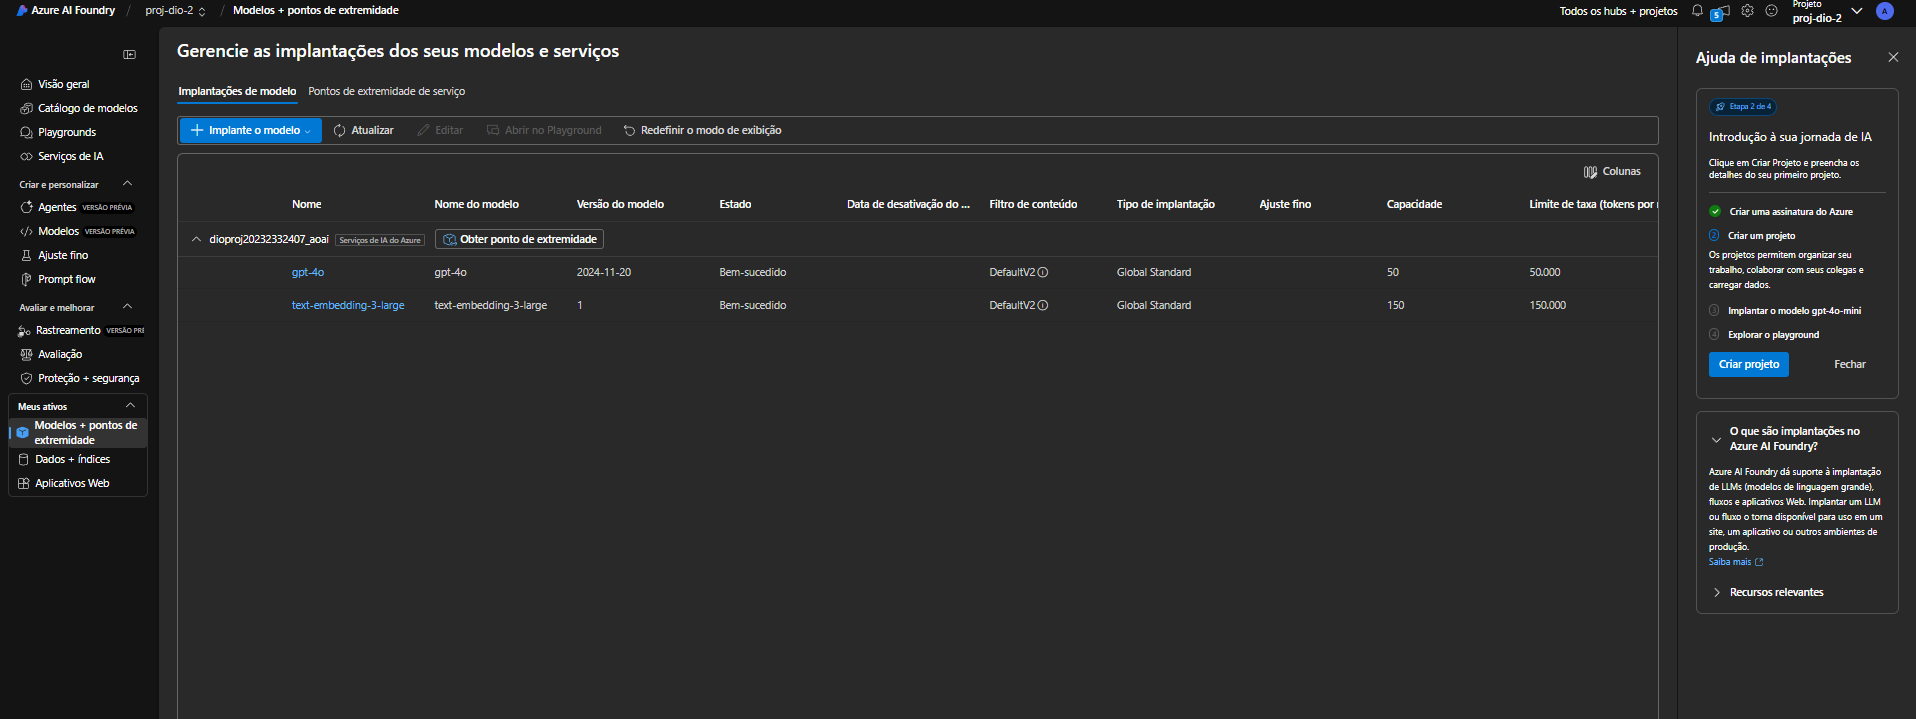 Azure AI Foundry / proj-dio-2 / Modelos + pontos de extremidade
Todos os hubs + projetos
5
Projeto
proj-dio-2
A
Visão geral
Catálogo de modelos
Playgrounds
Serviços de IA
Criar e personalizar
Agentes VERSÃO PRÉVIA
Modelos VERSÃO PRÉVIA
Ajuste fino
Prompt flow
Avaliar e melhorar
Rastreamento VERSÃO PRÉ
Avaliação
Proteção + segurança
Meus ativos
Modelos + pontos de
extremidade
Dados + índices
Aplicativos Web
Gerencie as implantações dos seus modelos e serviços
Implantações de modelo Pontos de extremidade de serviço
Implante o modelo Atualizar Editar Abrir no Playground Redefinir o modo de exibição
Colunas
Nome Nome do modelo Versão do modelo Estado Data de desativação do ... Filtro de conteúdo Tipo de implantação Ajuste fino Capacidade Limite de taxa (tokens por
dioproj20232332407_aoai Serviços de IA do Azure Obter ponto de extremidade
gpt-4o gpt-4o 2024-11-20 Bem-sucedido DefaultV2 Global Standard 50 50.000
text-embedding-3-large text-embedding-3-large 1 Bem-sucedido DefaultV2 Global Standard 150 150.000
Ajuda de implantações
Etapa 2 de 4
Introdução à sua jornada de IA
Clique em Criar Projeto e preencha os
detalhes do seu primeiro projeto.
Criar uma assinatura do Azure
2 Criar um projeto
Os projetos permitem organizar seu
trabalho, colaborar com seus colegas e
carregar dados.
3 Implantar o modelo gpt-4o-mini
4 Explorar o playground
Criar projeto Fechar
O que são implantações no
Azure AI Foundry?
Azure AI Foundry dá suporte à implantação
de LLMs (modelos de linguagem grande),
fluxos e aplicativos Web. Implantar um LLM
ou fluxo o torna disponível para uso em um
site, um aplicativo ou outros ambientes de
produção.
Saiba mais
Recursos relevantes